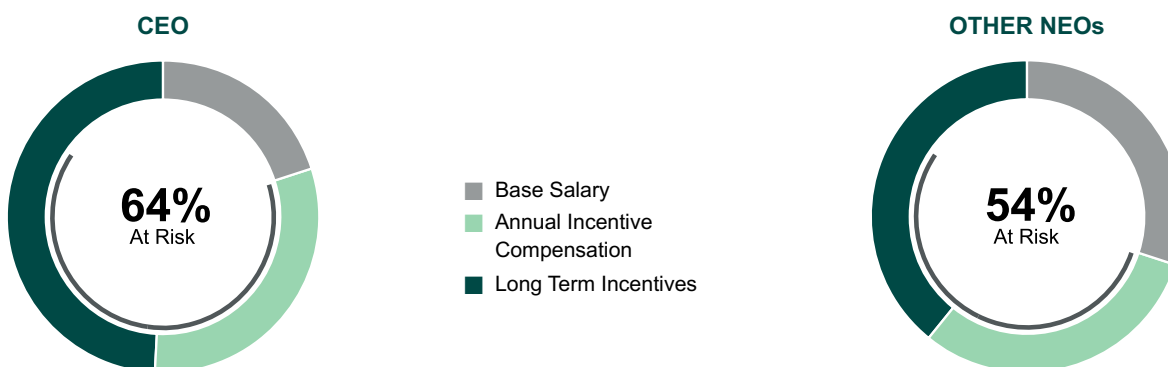 CEO
OTHER NEOs
64%
At Risk
Base Salary
Annual Incentive
Compensation
Long Term Incentives
54%
At Risk